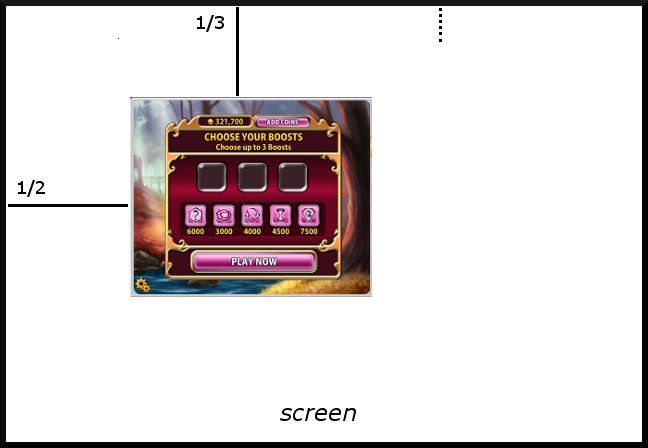 1/3
321,700 ADD COINS
CHOOSE YOUR BOOSTS
Choose up to 3 Boosts
1/2
?
6000 3000 4000 4500 7500
PLAY NOW
screen